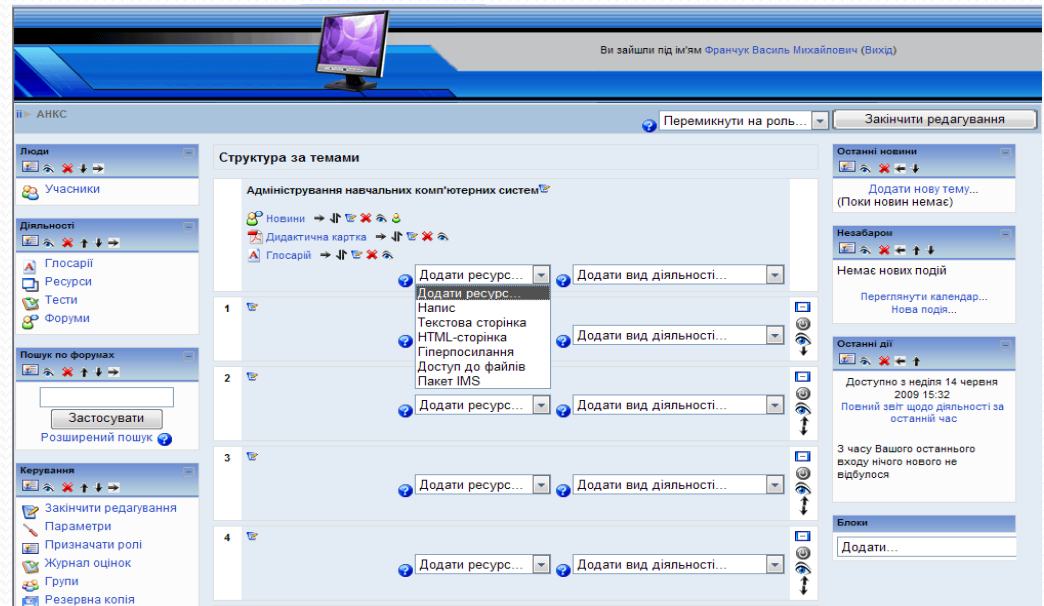 Ви зайшли під ім'ям Франчук Василь Михайлович (Вихід)
АНКС
Перемикнути на роль...
Закінчити редагування
Люди
Учасники
Діяльності
Глосарії
Ресурси
Тести
Форуми
Пошук по форумах
Застосувати
Розширений пошук
Керування
Закінчити редагування
Параметри
Призначати ролі
Журнал оцінок
Групи
Резервна копія
Структура за темами
Адміністрування навчальних комп'ютерних систем
Новини
Дидактична картка
Глосарій
Додати ресурс... Додати вид діяльності...
Додати ресурс...
Напис
Текстова сторінка
HTML-сторінка
Гіперпосилання
Доступ до файлів
Пакет IMS
1
Додати вид діяльності...
2
Додати ресурс... Додати вид діяльності...
3
Додати ресурс... Додати вид діяльності...
4
Додати ресурс... Додати вид діяльності...
Останні новини
Додати нову тему...
(Поки новин немає)
Незабаром
Немає нових подій
Переглянути календар...
Нова подія...
Останні дії
Доступно з неділя 14 червня
2009 15:32
Повний звіт щодо діяльності за
останній час
З часу Вашого останнього
входу нічого нового не
відбулося
Блоки
Додати...